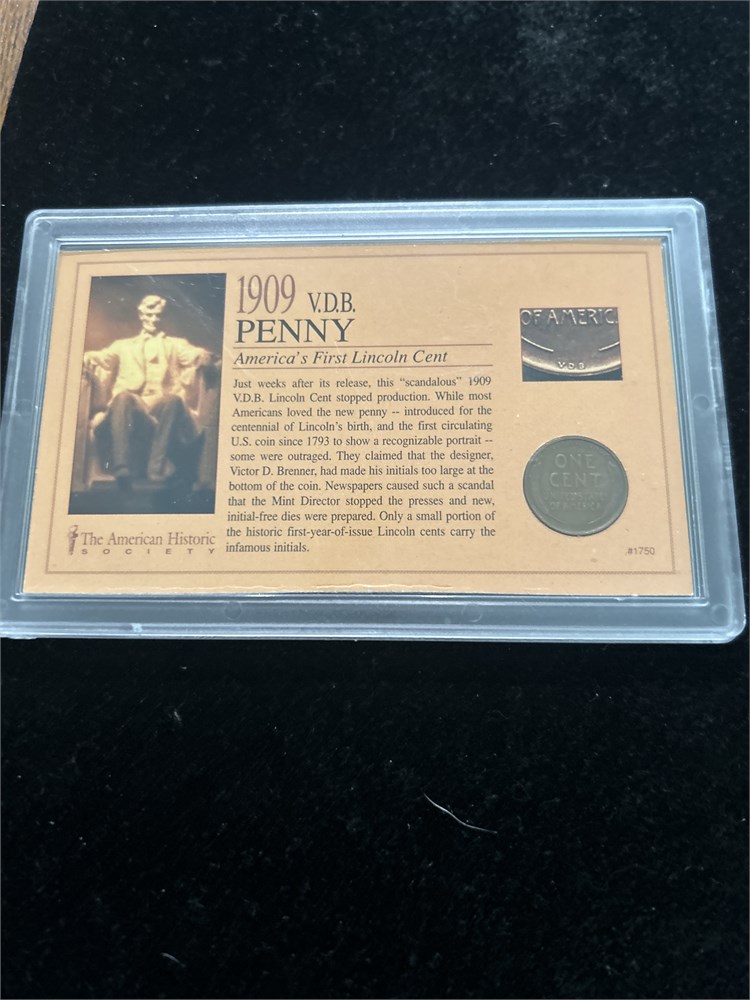 1909 V.D.B.
PENNY
America's First Lincoln Cent
Just weeks after its release, this "scandalous" 1909
V.D.B. Lincoln Cent stopped production. While most
Americans loved the new penny -- introduced for the
centennial of Lincoln's birth, and the first circulating
U.S. coin since 1793 to show a recognizable portrait --
some were outraged. They claimed that the designer,
Victor D. Brenner, had made his initials too large at the
bottom of the coin. Newspapers caused such a scandal
that the Mint Director stopped the presses and new,
initial-free dies were prepared. Only a small portion of
the historic first-year-of-issue Lincoln cents carry the
infamous initials.
The American Historic
SOCIETY
OF AMERIC
V.D.B.
ONE
CENT
UNITED STATES
OF AMERICA
#1750